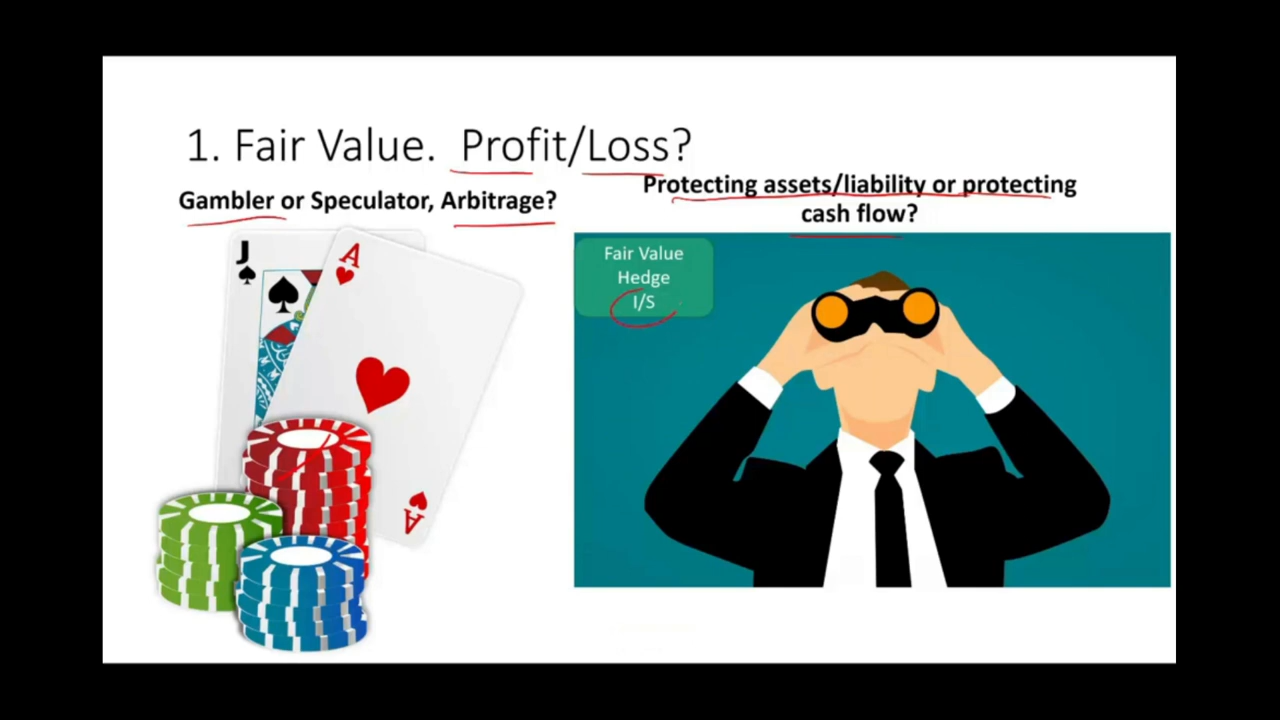 1. Fair Value.  Profit/Loss?
Gambler or Speculator, Arbitrage?
Protecting assets/liability or protecting
cash flow?
J
A
Fair Value
Hedge
I/S
A